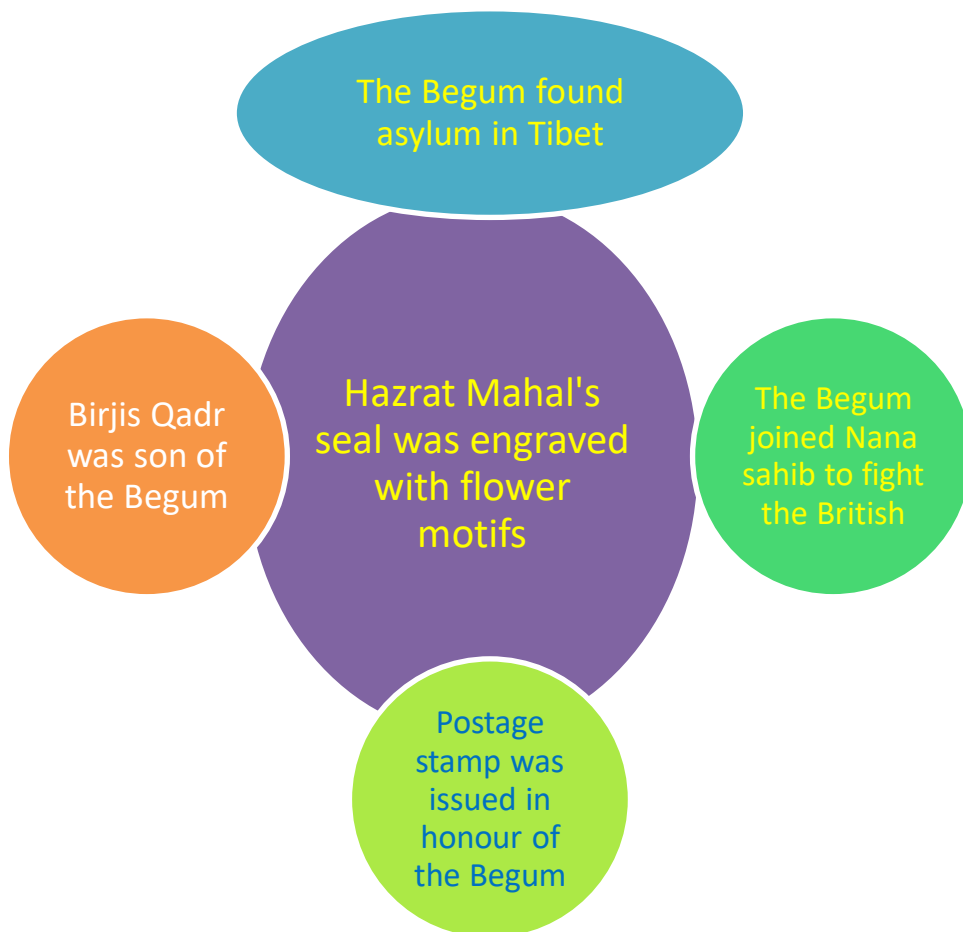 The Begum found
asylum in Tibet
Birjis Qadr
was son of
the Begum
Hazrat Mahal's
seal was engraved
with flower
motifs
The Begum
joined Nana
sahib to fight
the British
Postage
stamp was
issued in
honour of
the Begum